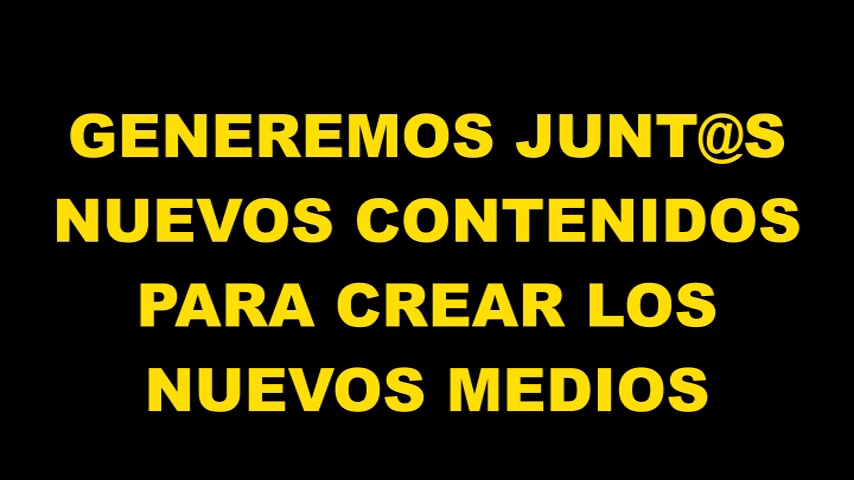 GENEREMOS JUNT@S
NUEVOS CONTENIDOS
PARA CREAR LOS
NUEVOS MEDIOS